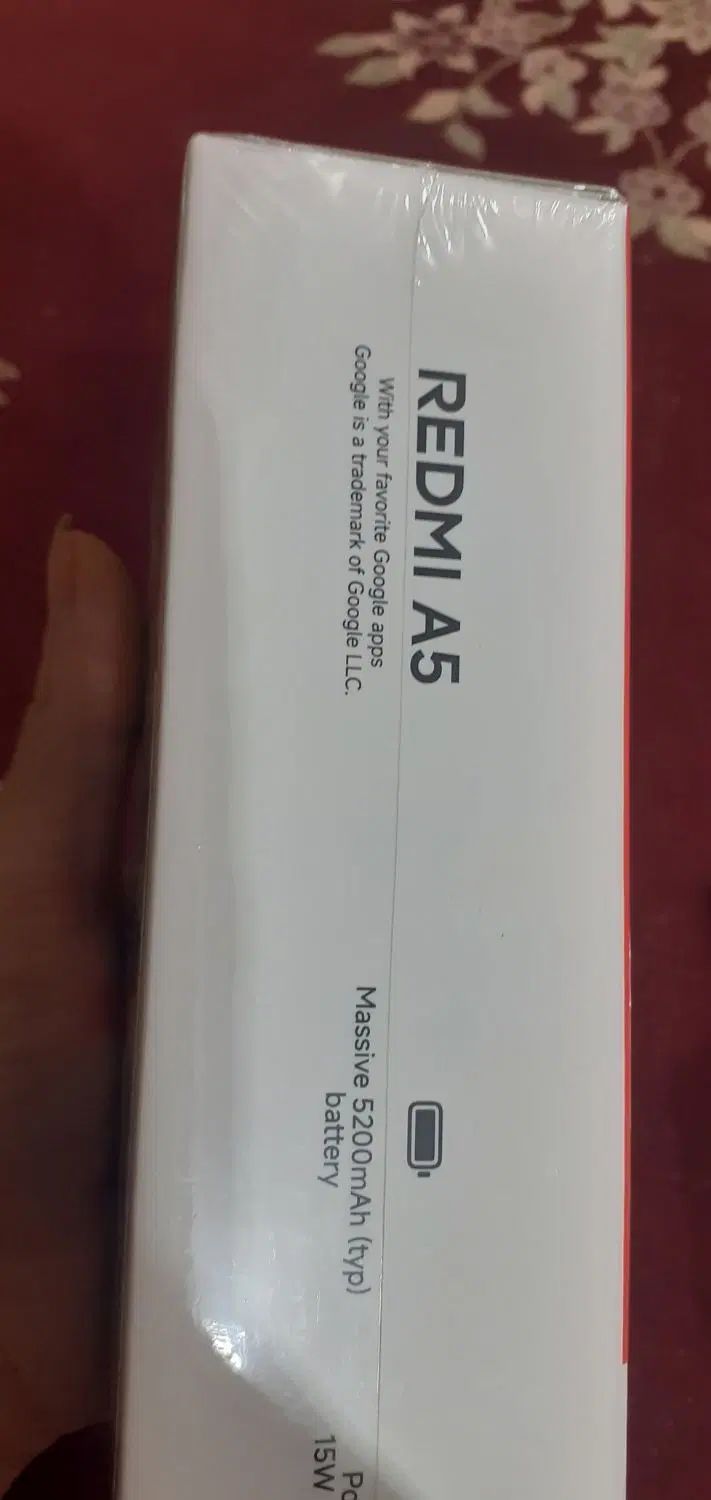 REDMI A5
With your favorite Google apps
Google is a trademark of Google LLC.
Massive 5200mAh (typ)
battery
15W